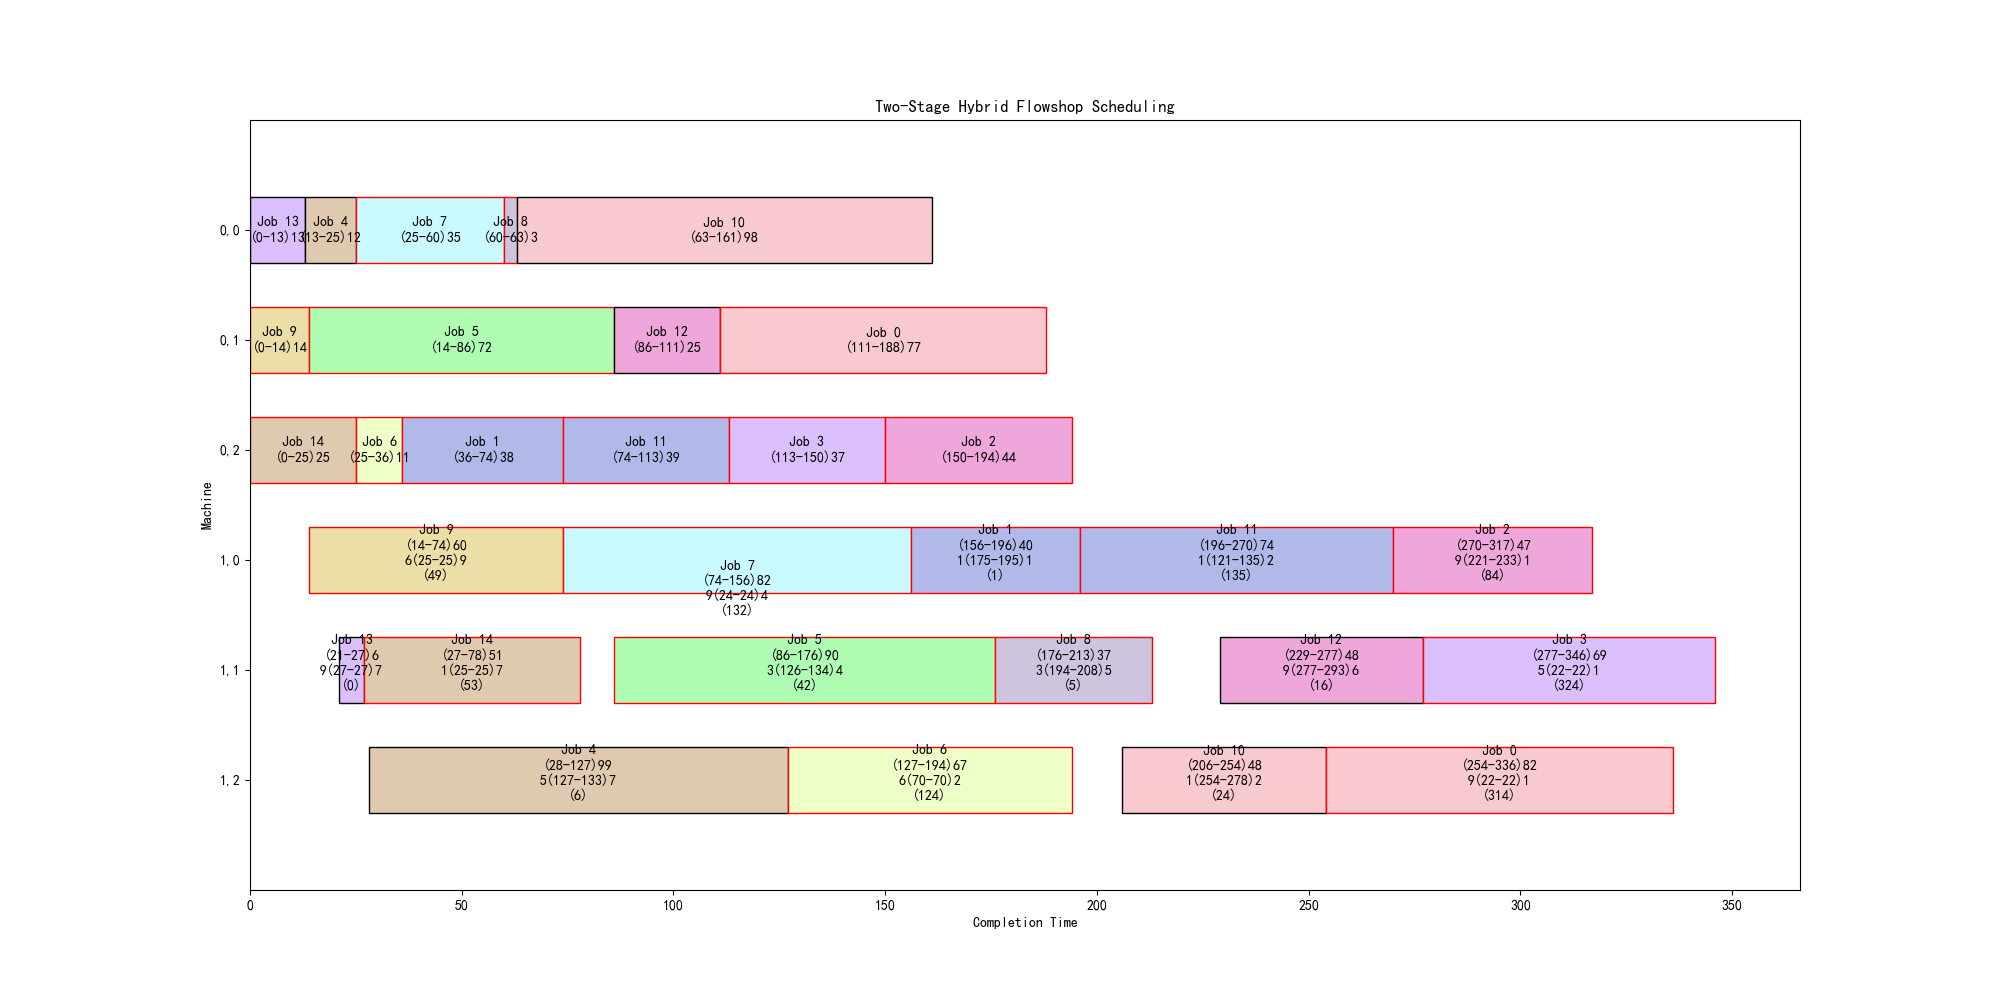 Two-Stage Hybrid Flowshop Scheduling
Machine
0,0
Job 13
(0-13)13
Job 4
(13-25)12
Job 7
(25-60)35
Job 8
(60-63)3
Job 10
(63-161)98
0,1
Job 9
(0-14)14
Job 5
(14-86)72
Job 12
(86-111)25
Job 0
(111-188)77
0,2
Job 14
(0-25)25
Job 6
(25-36)11
Job 1
(36-74)38
Job 11
(74-113)39
Job 3
(113-150)37
Job 2
(150-194)44
1,0
Job 9
(14-74)60
6(25-25)9
(49)
Job 7
(74-156)82
9(24-24)4
(132)
Job 1
(156-196)40
1(175-195)1
(1)
Job 11
(196-270)74
1(121-135)2
(135)
Job 2
(270-317)47
9(221-233)1
(84)
1,1
Job 13
(21-27)6
9(27-27)7
(0)
Job 14
(27-78)51
1(25-25)7
(53)
Job 5
(86-176)90
3(126-134)4
(42)
Job 8
(176-213)37
3(194-208)5
(5)
Job 12
(229-277)48
9(277-293)6
(16)
Job 3
(277-346)69
5(22-22)1
(324)
1,2
Job 4
(28-127)99
5(127-133)7
(6)
Job 6
(127-194)67
6(70-70)2
(124)
Job 10
(206-254)48
1(254-278)2
(24)
Job 0
(254-336)82
9(22-22)1
(314)
0 50 100 150 200 250 300 350
Completion Time